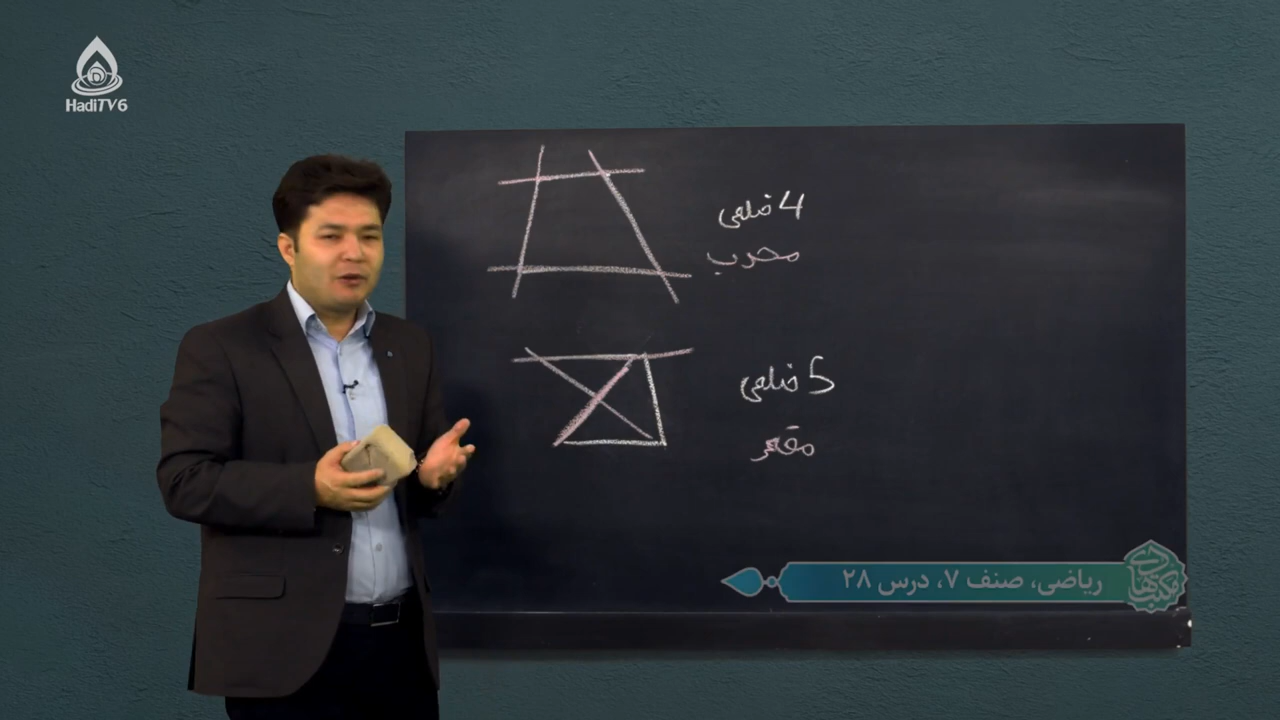 HadiTV6
4 ضلعی
محدب
5 ضلعی
مقعر
ریاضی، صنف ۷، درس ۲۸